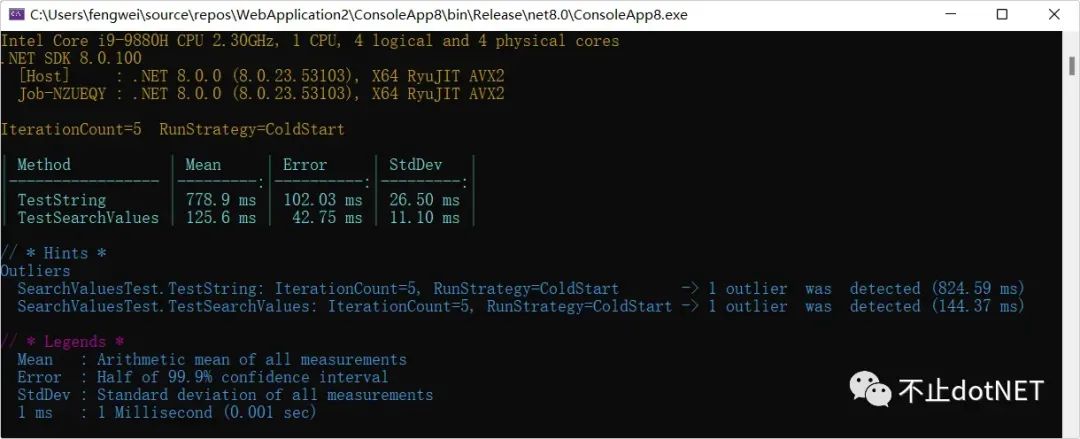 C:\Users\fengwei\source\repos\WebApplication2\ConsoleApp8\bin\Release\net8.0\ConsoleApp8.exe
Intel Core i9-9880H CPU 2.30GHz, 1 CPU, 4 logical and 4 physical cores
.NET SDK 8.0.100
  [Host]     : .NET 8.0.0 (8.0.23.53103), X64 RyuJIT AVX2
  Job-NZUEQY : .NET 8.0.0 (8.0.23.53103), X64 RyuJIT AVX2
IterationCount=5  RunStrategy=ColdStart
| Method           | Mean     | Error     | StdDev   |
|----------------- |---------:|----------:|---------:|
| TestString       | 778.9 ms | 102.03 ms | 26.50 ms |
| TestSearchValues | 125.6 ms |  42.75 ms | 11.10 ms |
// * Hints *
Outliers
  SearchValuesTest.TestString: IterationCount=5, RunStrategy=ColdStart       -> 1 outlier  was  detected (824.59 ms)
  SearchValuesTest.TestSearchValues: IterationCount=5, RunStrategy=ColdStart -> 1 outlier  was  detected (144.37 ms)
// * Legends *
  Mean   : Arithmetic mean of all measurements
  Error  : Half of 99.9% confidence interval
  StdDev : Standard deviation of all measurements
  1 ms   : 1 Millisecond (0.001 sec)
不止dotNET